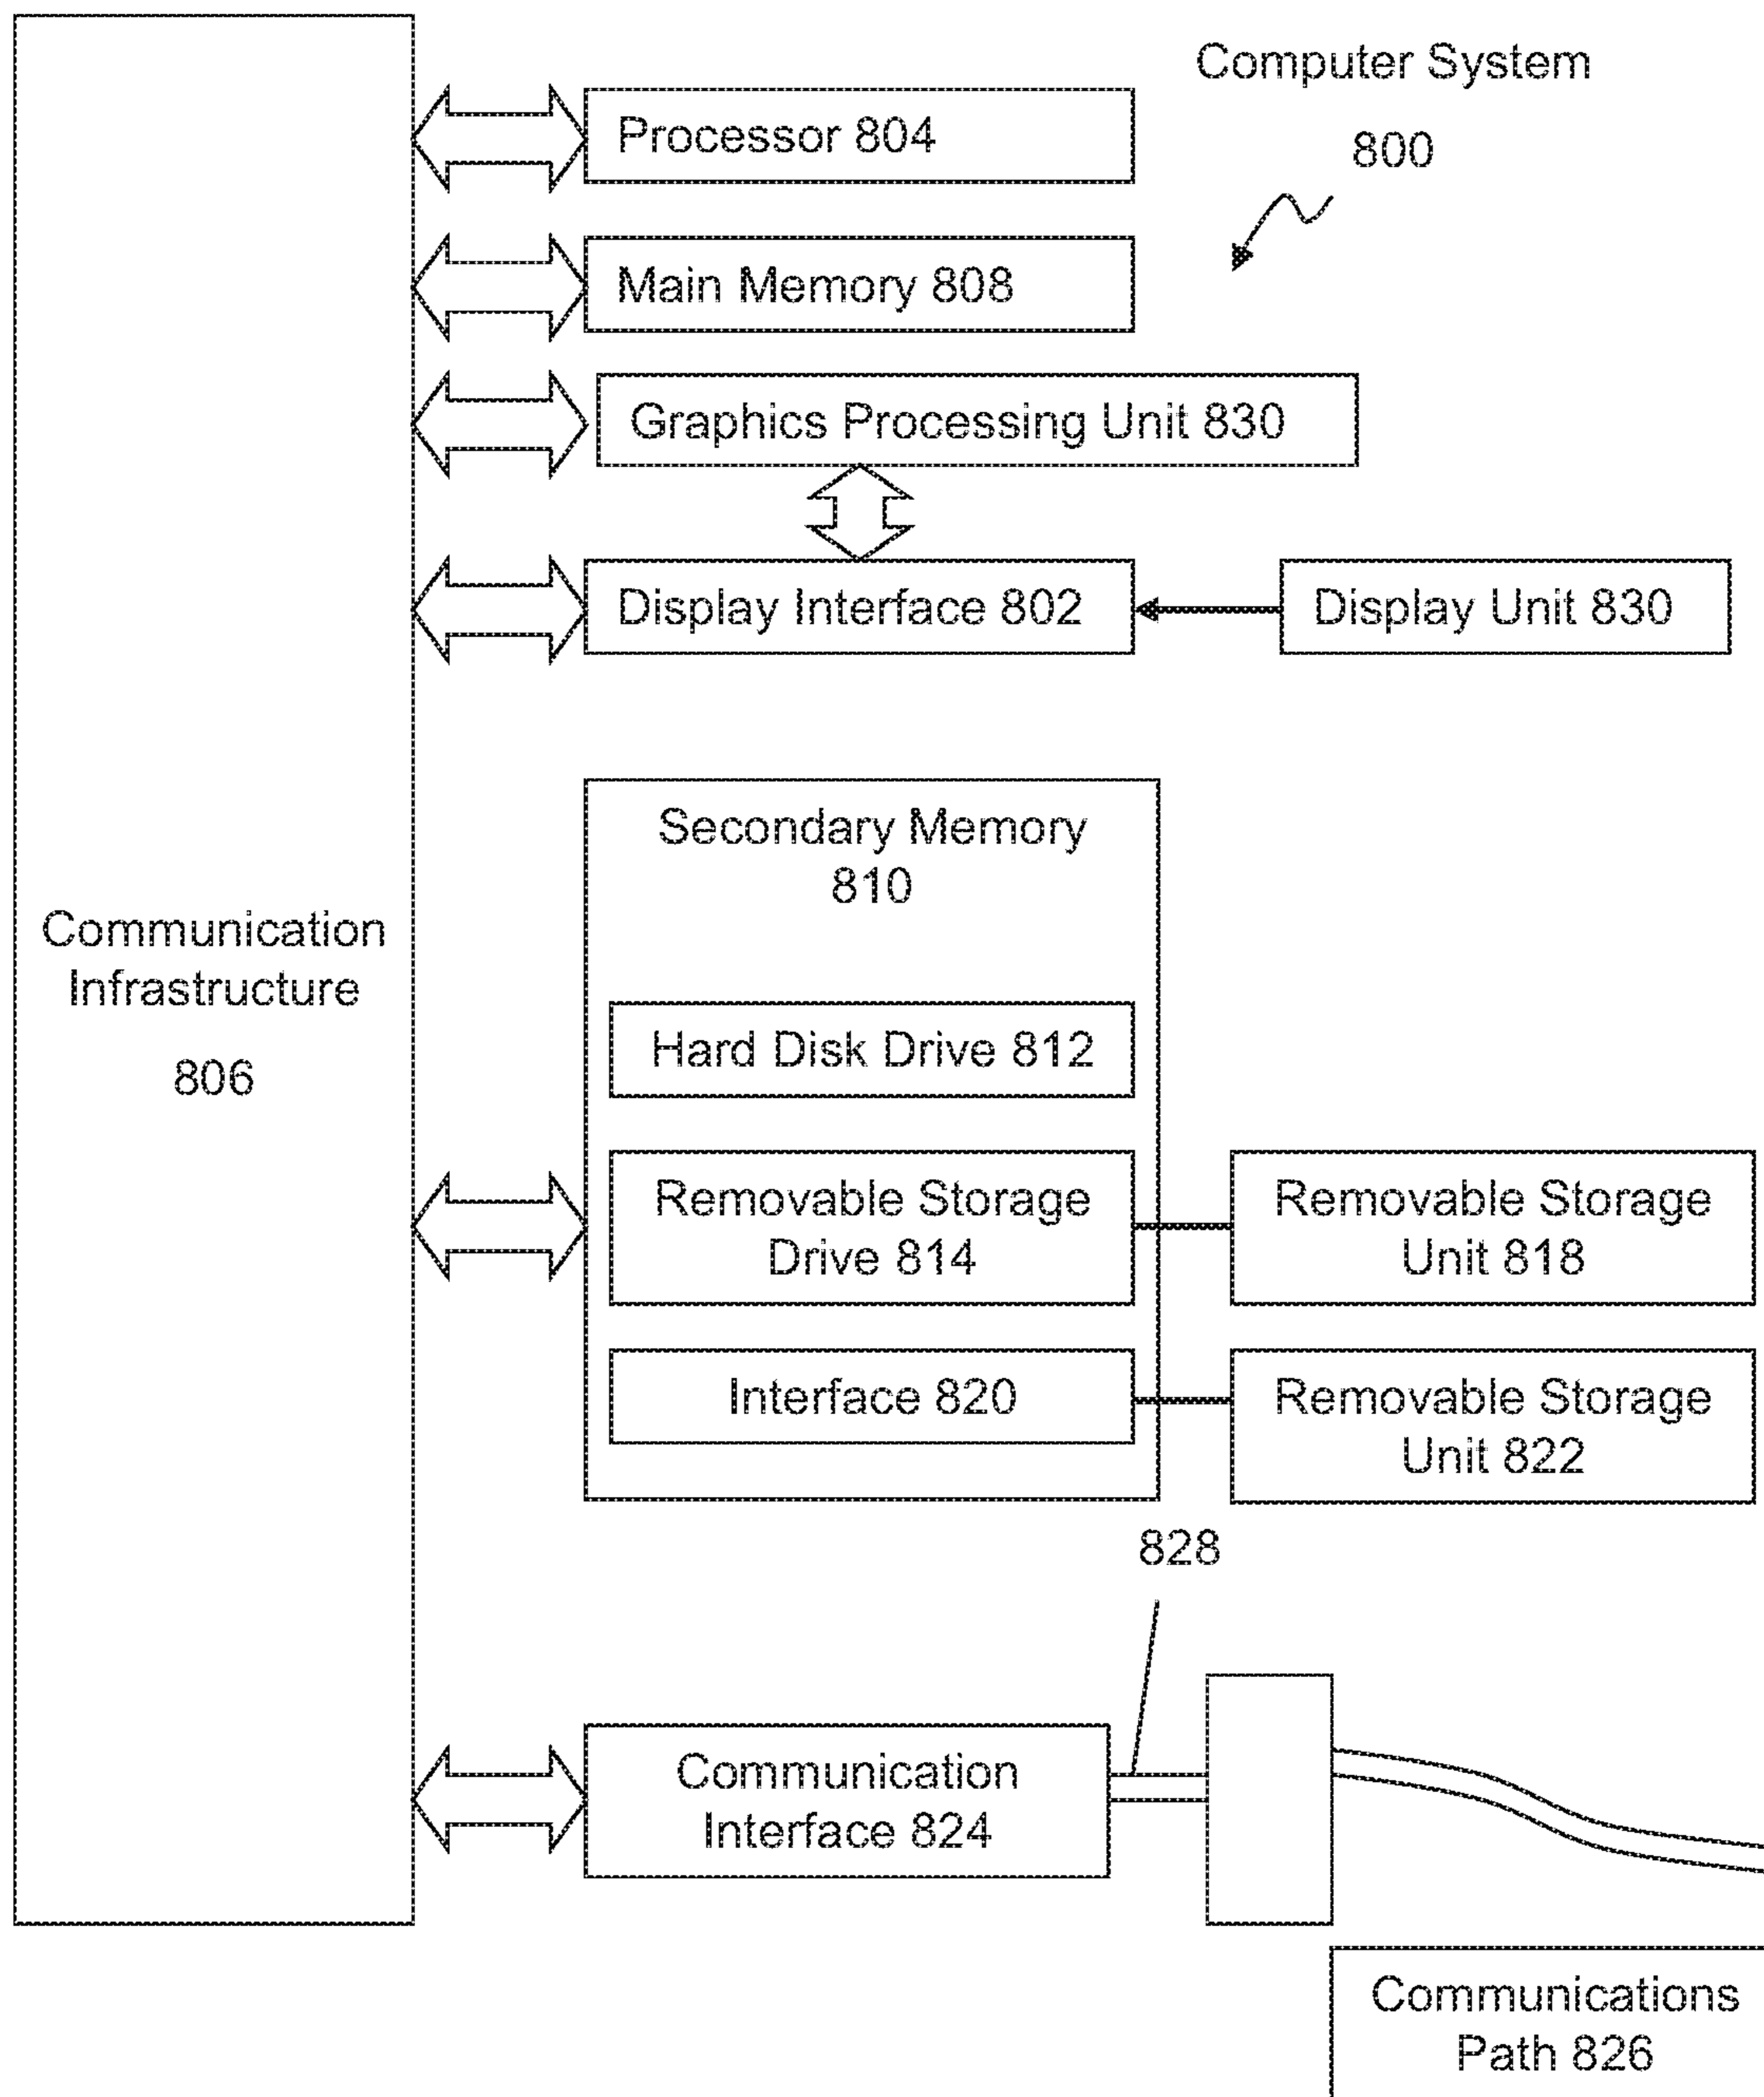 Computer System
800
Processor 804
Main Memory 808
Graphics Processing Unit 830
Display Interface 802
Display Unit 830
Secondary Memory
810
Communication
Infrastructure
806
Hard Disk Drive 812
Removable Storage
Drive 814
Removable Storage
Unit 818
Interface 820
Removable Storage
Unit 822
828
Communication
Interface 824
Communications
Path 826